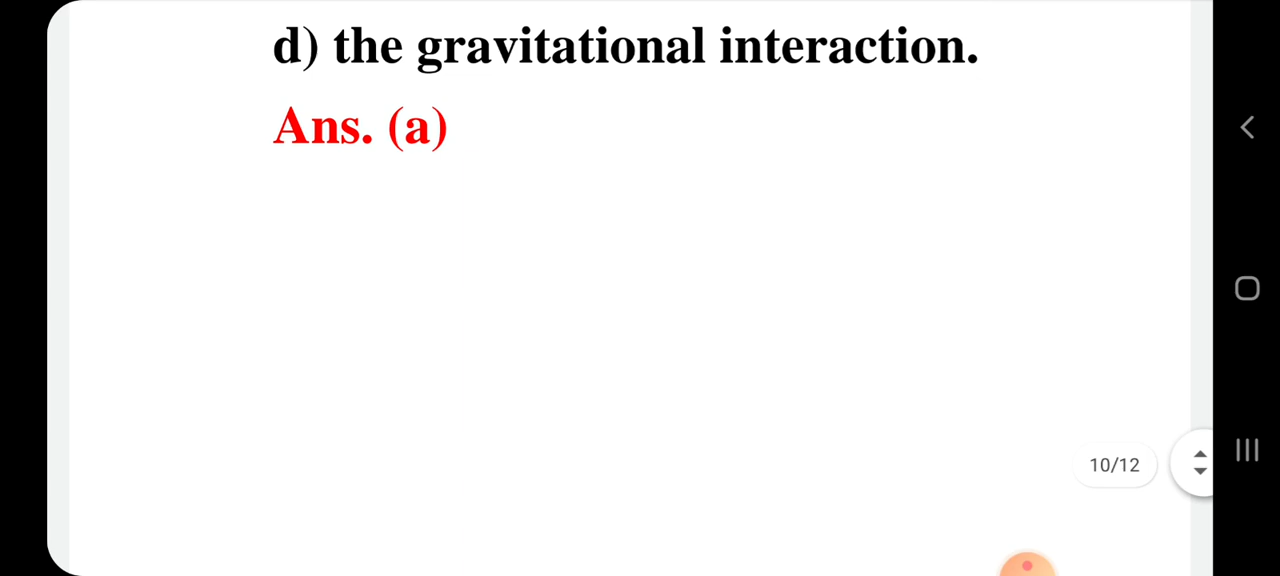 d) the gravitational interaction.
Ans. (a)
10/12